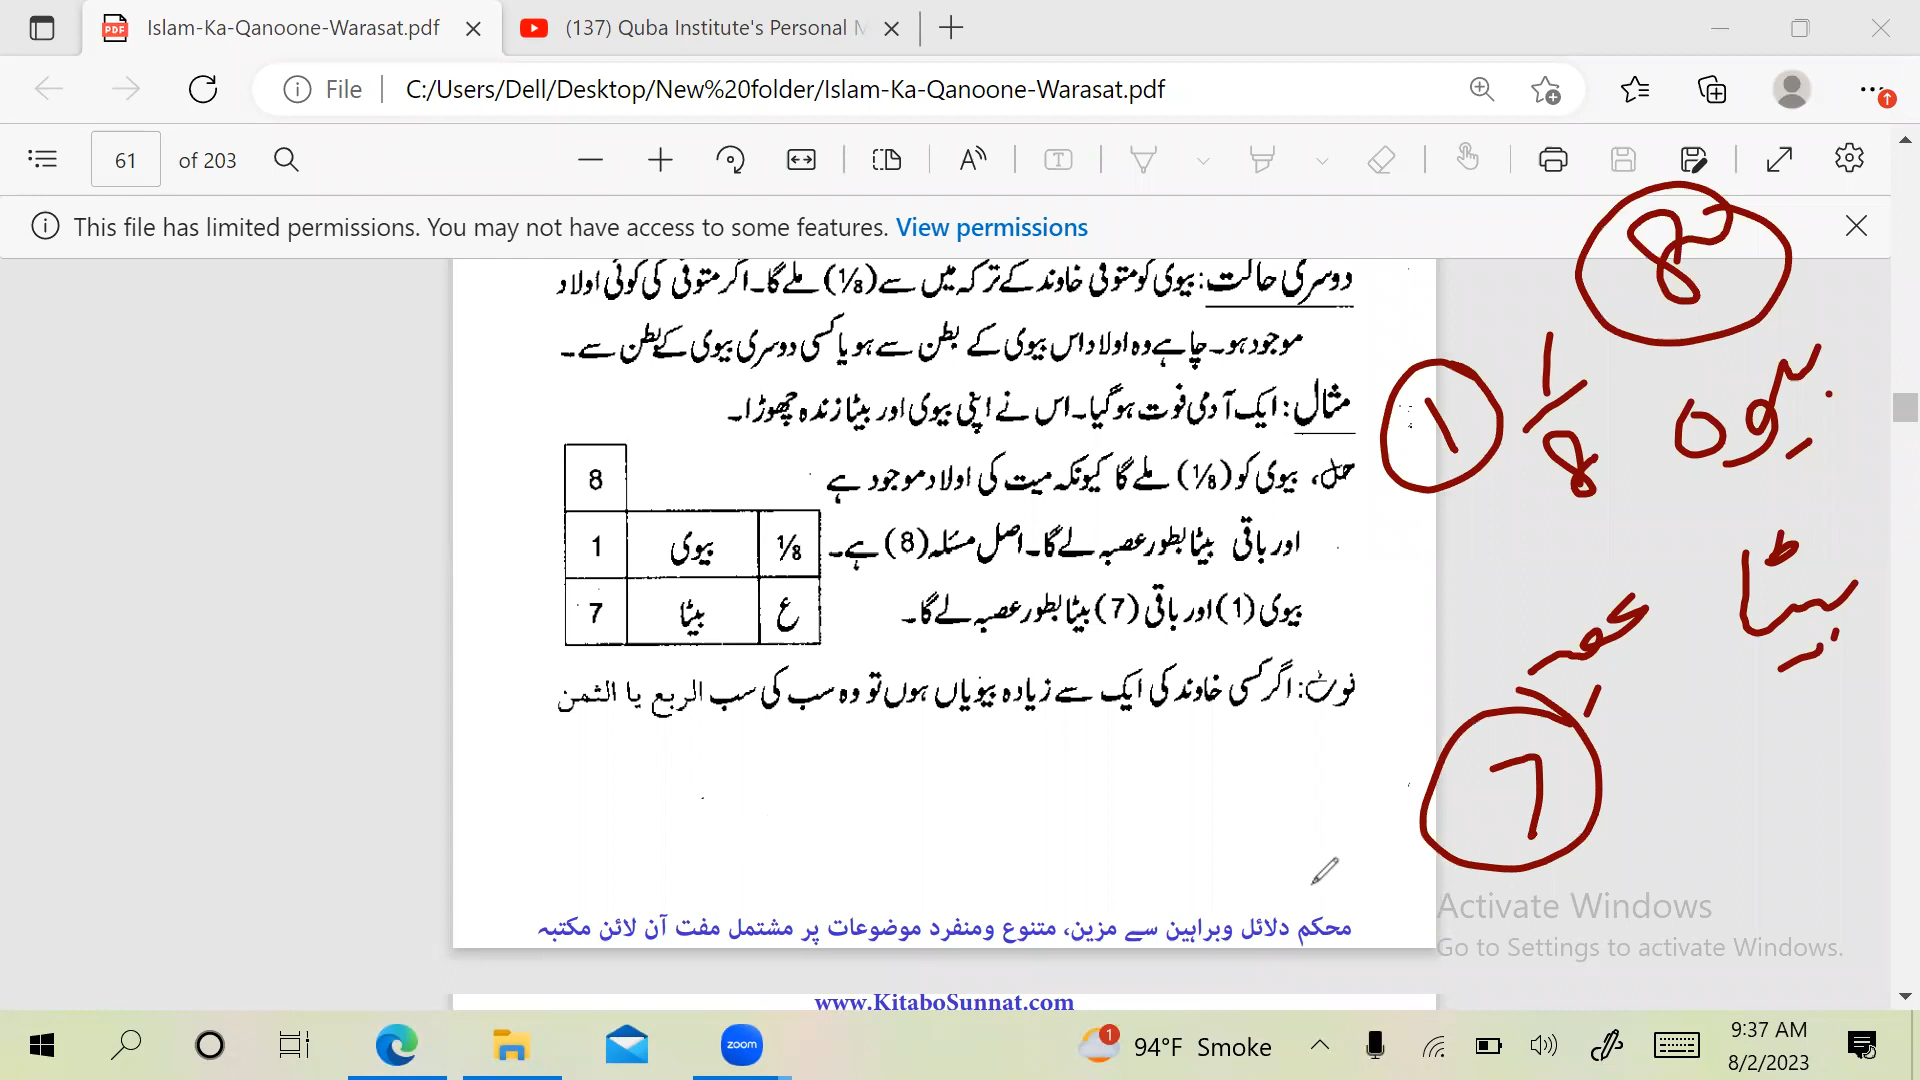 Islam-Ka-Qanoone-Warasat.pdf
(137) Quba Institute's Personal M
File
C:/Users/Dell/Desktop/New%20folder/Islam-Ka-Qanoone-Warasat.pdf
61 of 203
This file has limited permissions. You may not have access to some features. View permissions
دوسری حالت: بیوی کو متوفی خاوند کے ترکہ میں سے (⅛) ملے گا۔ اگر متوفی کی کوئی اولاد
موجود ہو۔ چاہے وہ اولاد اس بیوی کے بطن سے ہو یا کسی دوسری بیوی کے بطن سے۔
مثال: ایک آدمی فوت ہو گیا۔ اس نے اپنی بیوی اور بیٹا زندہ چھوڑا۔
حل، بیوی کو (⅛) ملے گا کیونکہ میت کی اولاد موجود ہے
اور باقی بیٹا بطور عصبہ لے گا۔ اصل مسئلہ (8) ہے۔
بیوی (1) اور باقی (7) بیٹا بطور عصبہ لے گا۔
8
⅛ بیوی 1
ع بیٹا 7
نوٹ: اگر کسی خاوند کی ایک سے زیادہ بیویاں ہوں تو وہ سب کی سب الربع یا الثمن
محکم دلائل وبراہین سے مزین، متنوع ومنفرد موضوعات پر مشتمل مفت آن لائن مکتبہ
www.KitaboSunnat.com
8
بیوہ 1/8 ١
بیٹا
7
Activate Windows
Go to Settings to activate Windows.
zoom
1
94°F Smoke
9:37 AM
8/2/2023